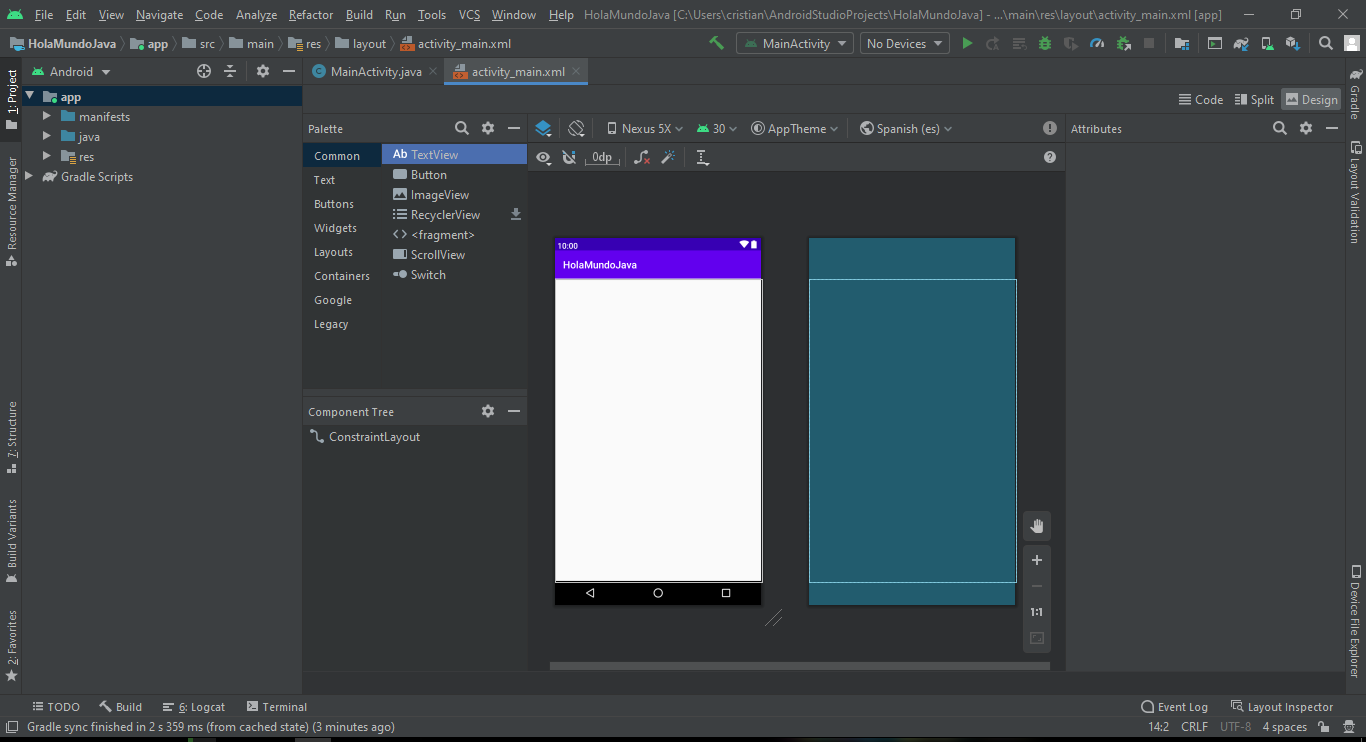 File Edit View Navigate Code Analyze Refactor Build Run Tools VCS Window Help HolaMundoJava [C:\Users\cristian\AndroidStudioProjects\HolaMundoJava] - ...\main\res\layout\activity_main.xml [app]
HolaMundoJava app src main res layout activity_main.xml MainActivity No Devices
1: Project
Resource Manager
7: Structure
Build Variants
2: Favorites
Android
app
manifests
java
res
Gradle Scripts
MainActivity.java activity_main.xml
Code Split Design
Palette
Common
Text
Buttons
Widgets
Layouts
Containers
Google
Legacy
Ab TextView
Button
ImageView
RecyclerView
<fragment>
ScrollView
Switch
Component Tree
ConstraintLayout
Nexus 5X 30 AppTheme Spanish (es)
0dp
10:00
HolaMundoJava
1:1
Attributes
Gradle
Layout Validation
Device File Explorer
TODO Build 6: Logcat Terminal Event Log Layout Inspector
Gradle sync finished in 2 s 359 ms (from cached state) (3 minutes ago) 14:2 CRLF UTF-8 4 spaces